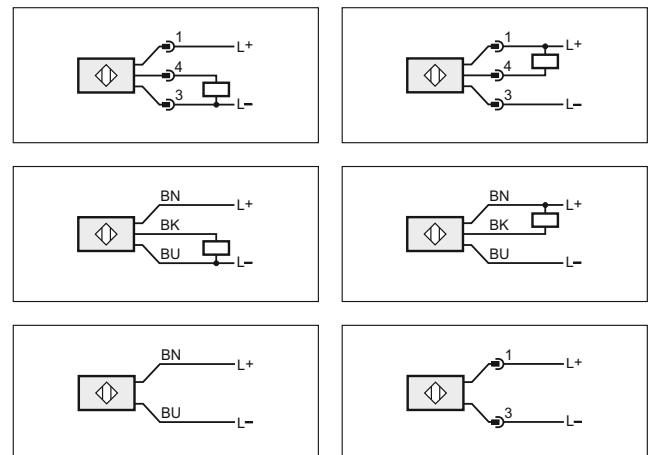 1 L+
4
3 L–
1 L+
4
3 L–
BN L+
BK
BU L–
BN L+
BK
BU L–
BN L+
BU L–
1 L+
3 L–